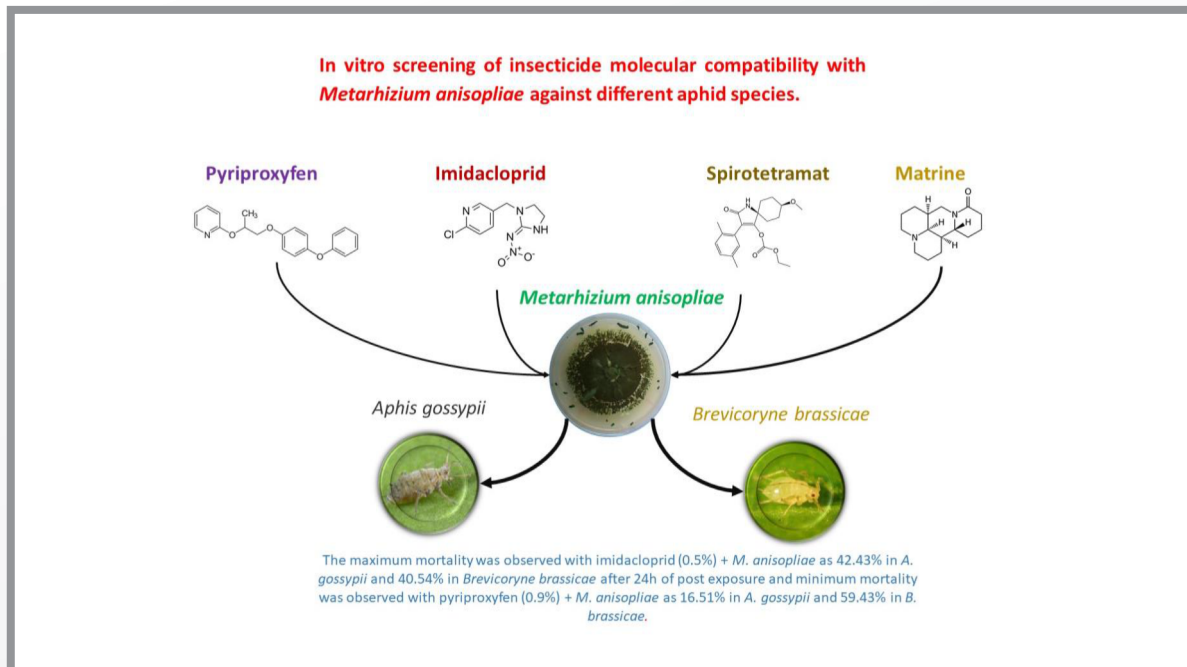 In vitro screening of insecticide molecular compatibility with
Metarhizium anisopliae against different aphid species.
Pyriproxyfen
Imidacloprid
Spirotetramat
Matrine
CH₃
N
O
O
O
N
Cl
N
NH
N
N⁺
O
O⁻
H
N
O
O
O
O
O
O
H
N
H
H
N
H
Metarhizium anisopliae
Aphis gossypii
Brevicoryne brassicae
The maximum mortality was observed with imidacloprid (0.5%) + M. anisopliae as 42.43% in A.
gossypii and 40.54% in Brevicoryne brassicae after 24h of post exposure and minimum mortality
was observed with pyriproxyfen (0.9%) + M. anisopliae as 16.51% in A. gossypii and 59.43% in B.
brassicae.